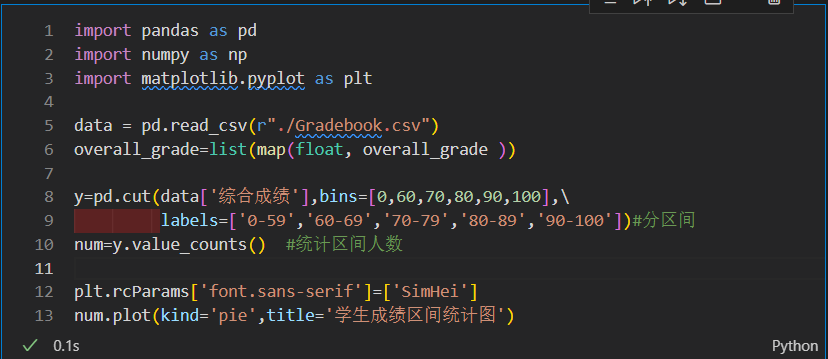 1 import pandas as pd
2 import numpy as np
3 import matplotlib.pyplot as plt
4
5 data = pd.read_csv(r"./Gradebook.csv")
6 overall_grade=list(map(float, overall_grade ))
7
8 y=pd.cut(data['综合成绩'],bins=[0,60,70,80,90,100],\
9         labels=['0-59','60-69','70-79','80-89','90-100'])#分区间
10 num=y.value_counts()  #统计区间人数
11
12 plt.rcParams['font.sans-serif']=['SimHei']
13 num.plot(kind='pie',title='学生成绩区间统计图')
0.1s Python